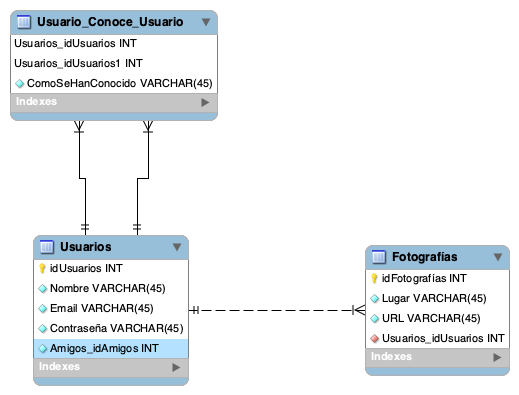 Usuario_Conoce_Usuario
Usuarios_idUsuarios INT
Usuarios_idUsuarios1 INT
ComoSeHanConocido VARCHAR(45)
Indexes
Usuarios
idUsuarios INT
Nombre VARCHAR(45)
Email VARCHAR(45)
Contraseña VARCHAR(45)
Amigos_idAmigos INT
Indexes
Fotografías
idFotografías INT
Lugar VARCHAR(45)
URL VARCHAR(45)
Usuarios_idUsuarios INT
Indexes